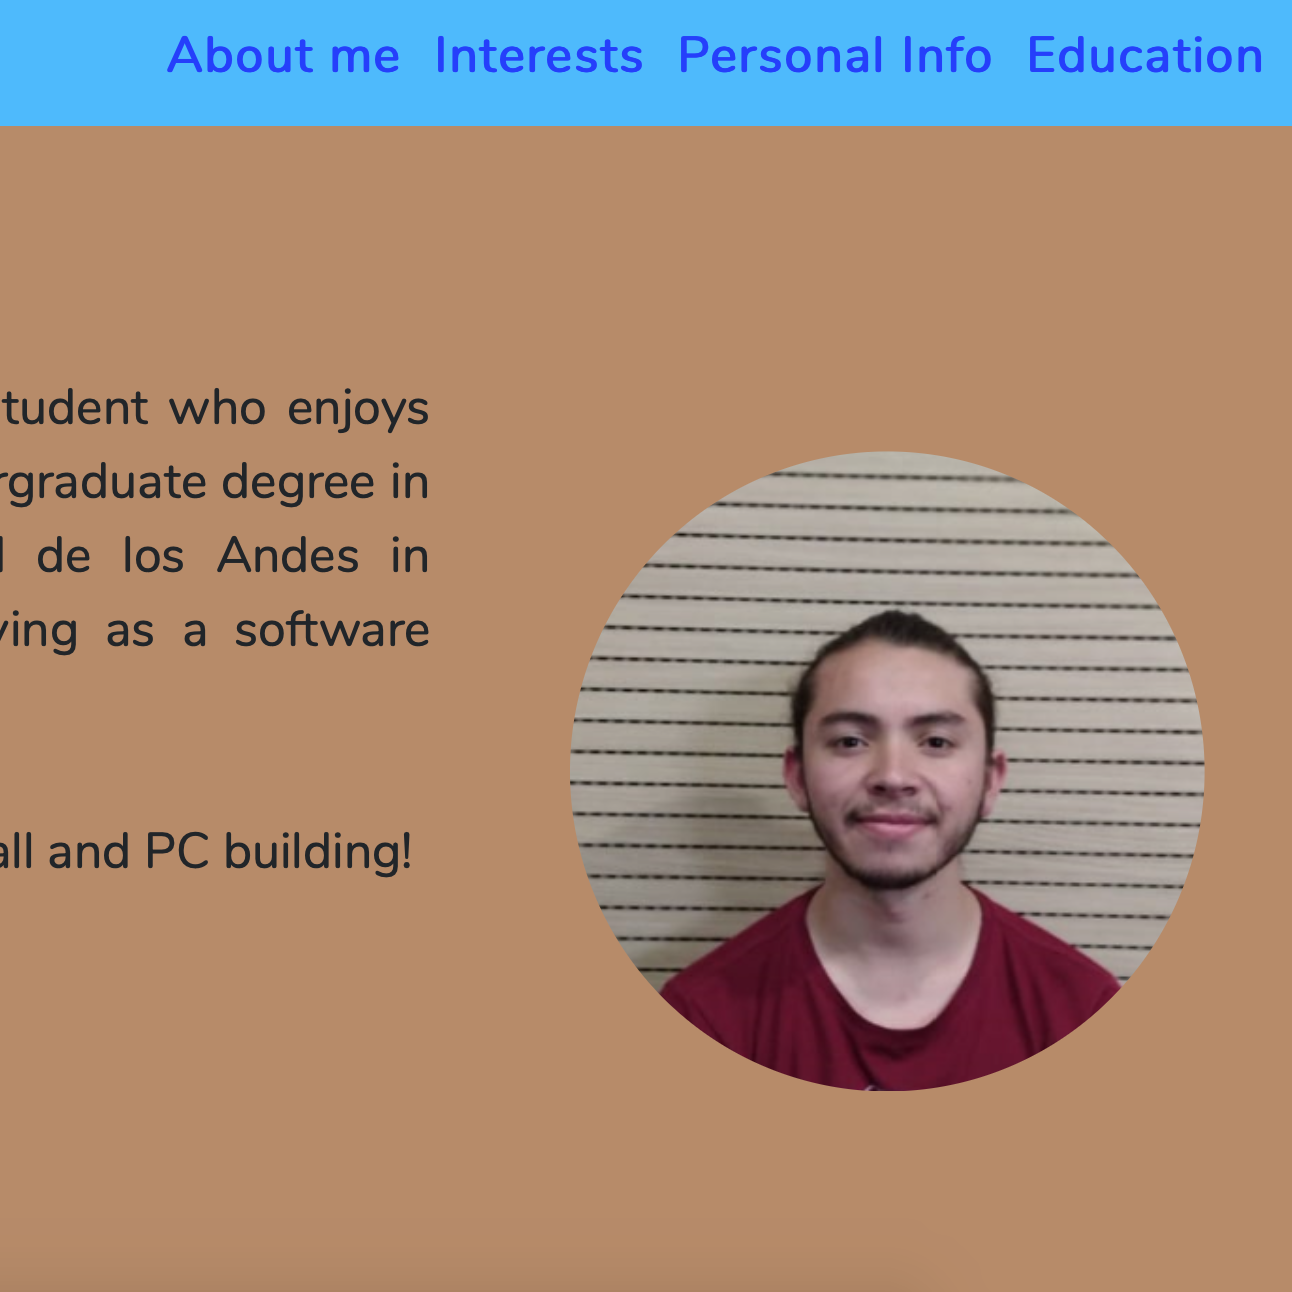 About me Interests Personal Info Education
tudent who enjoys
rgraduate degree in
de los Andes in
ving as a software
all and PC building!